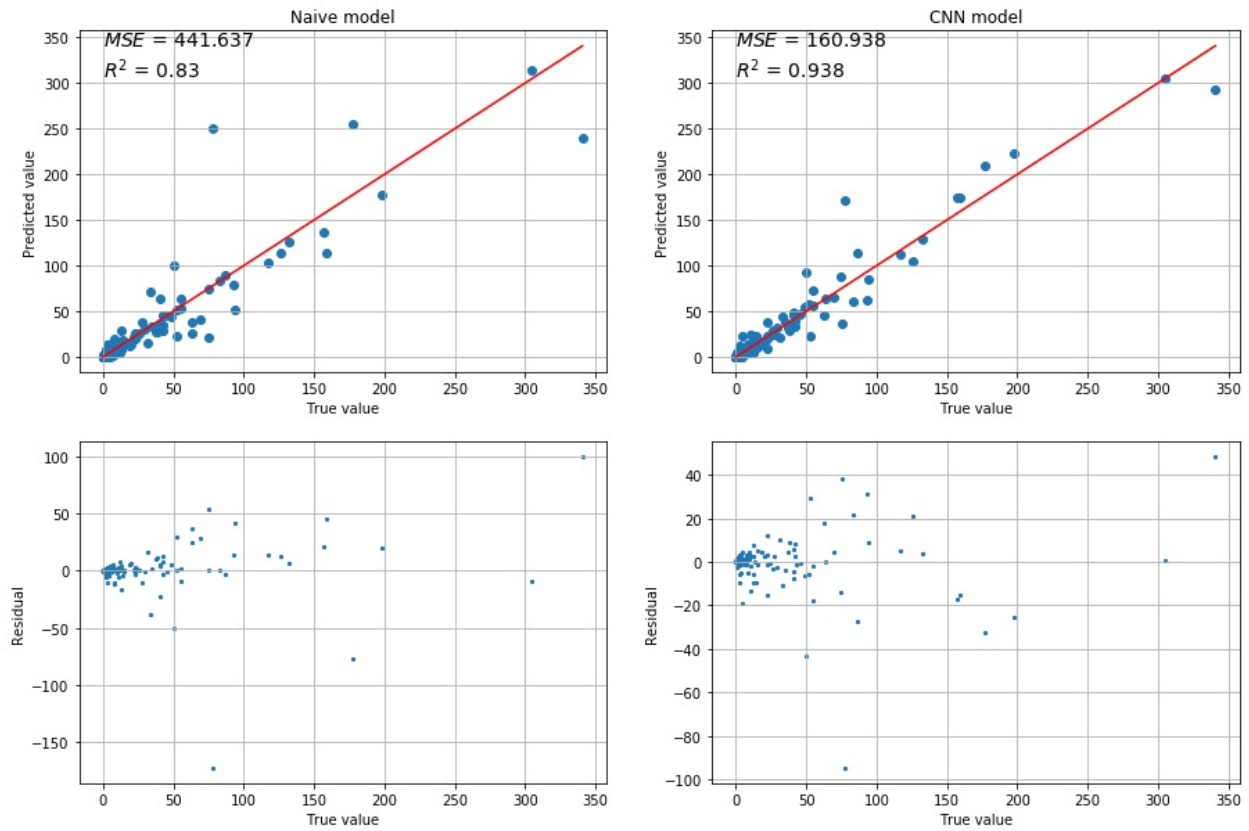 Naive model
MSE = 441.637
R² = 0.83
350
300
250
200
150
100
50
0
Predicted value
0 50 100 150 200 250 300 350
True value
CNN model
MSE = 160.938
R² = 0.938
350
300
250
200
150
100
50
0
Predicted value
0 50 100 150 200 250 300 350
True value
100
50
0
−50
−100
−150
Residual
0 50 100 150 200 250 300 350
True value
40
20
0
−20
−40
−60
−80
−100
Residual
0 50 100 150 200 250 300 350
True value